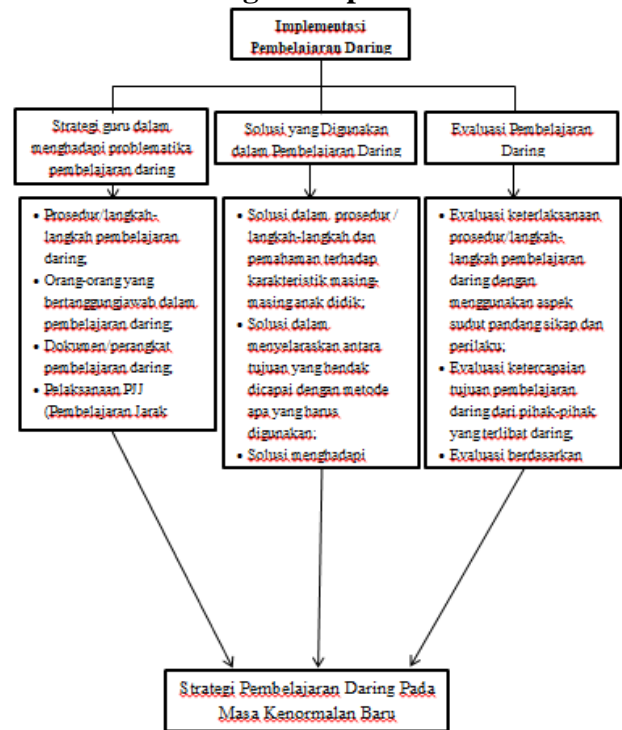 Implementasi
Pembelajaran Daring
Strategi guru dalam
menghadapi problematika
pembelajaran daring
Solusi yang Digunakan
dalam Pembelajaran Daring
Evaluasi Pembelajaran
Daring
• Prosedur/langkah-
langkah pembelajaran
daring;
• Orang-orang yang
bertanggungjawab dalam
pembelajaran daring;
• Dokumen/perangkat
pembelajaran daring;
• Pelaksanaan PJJ
(Pembelajaran Jarak
• Solusi dalam prosedur /
langkah-langkah dan
pemahaman terhadap
karakteristik masing-
masing anak didik;
• Solusi dalam
menyelaraskan antara
tujuan yang hendak
dicapai dengan metode
apa yang harus
digunakan;
• Solusi menghadapi
• Evaluasi keterlaksanaan
prosedur/langkah-
langkah pembelajaran
daring dengan
menggunakan aspek
sudut pandang sikap dan
perilaku;
• Evaluasi ketercapaian
tujuan pembelajaran
daring dari pihak-pihak
yang terlibat daring;
• Evaluasi berdasarkan
Strategi Pembelajaran Daring Pada
Masa Kenormalan Baru